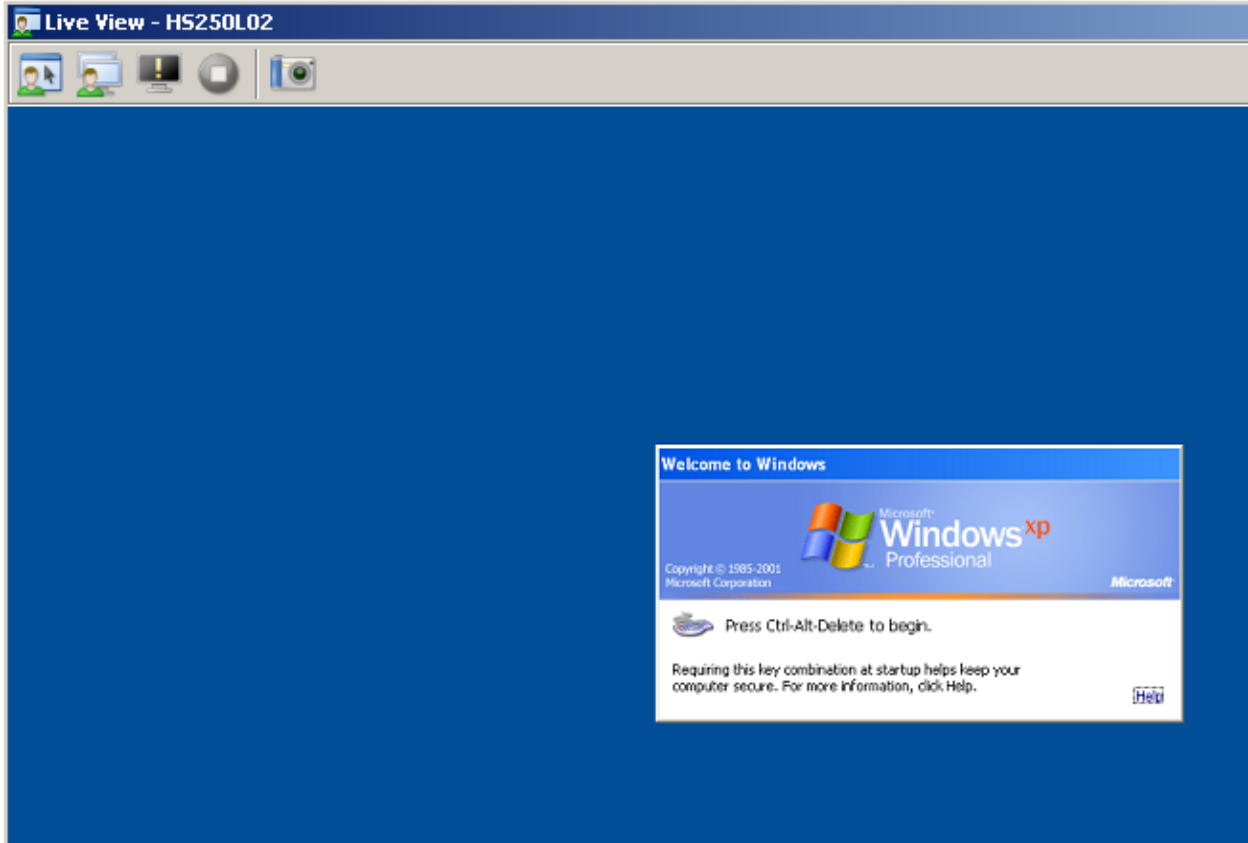 Live View - HS250L02
Welcome to Windows
Microsoft
Windows xp
Professional
Copyright © 1985-2001
Microsoft Corporation
Microsoft
Press Ctrl-Alt-Delete to begin.
Requiring this key combination at startup helps keep your
computer secure. For more information, click Help.
Help